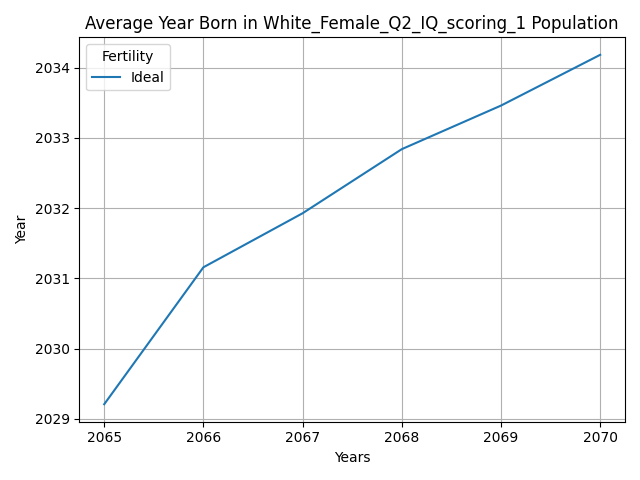 Average Year Born in White_Female_Q2_IQ_scoring_1 Population
Fertility
Ideal
2034
2033
2032
2031
2030
2029
Year
2065 2066 2067 2068 2069 2070
Years